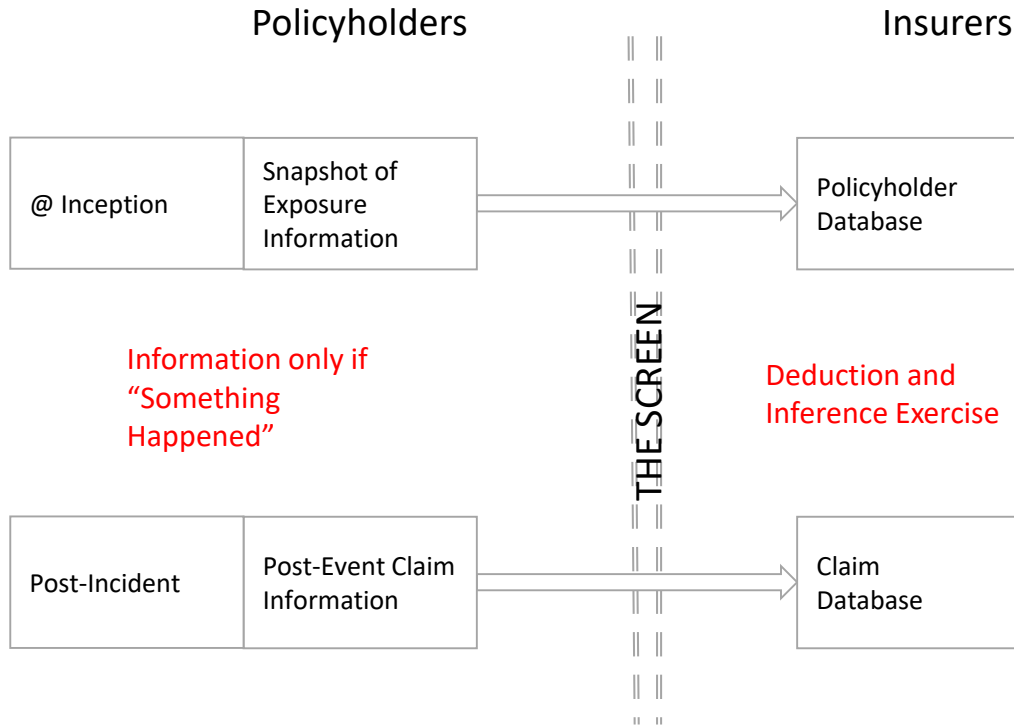 Policyholders
Insurers
@ Inception
Snapshot of
Exposure
Information
Policyholder
Database
Information only if
“Something
Happened”
THE SCREEN
Deduction and
Inference Exercise
Post-Incident
Post-Event Claim
Information
Claim
Database